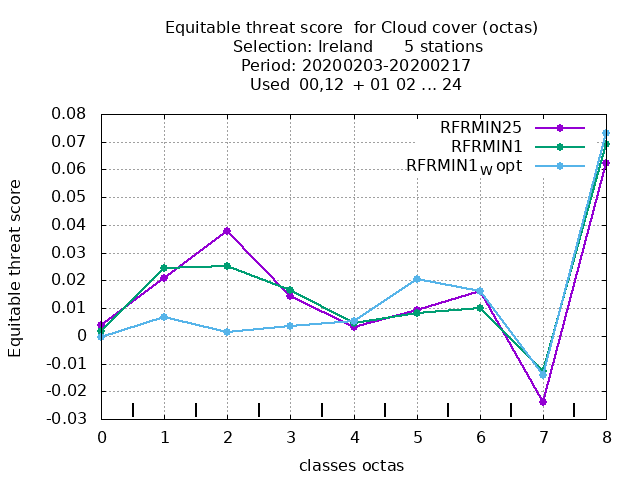 Equitable threat score for Cloud cover (octas)
Selection: Ireland 5 stations
Period: 20200203-20200217
Used 00,12 + 01 02 ... 24
RFRMIN25
RFRMIN1
RFRMIN1W opt
Equitable threat score
0.08
0.07
0.06
0.05
0.04
0.03
0.02
0.01
0
-0.01
-0.02
-0.03
0 1 2 3 4 5 6 7 8
classes octas